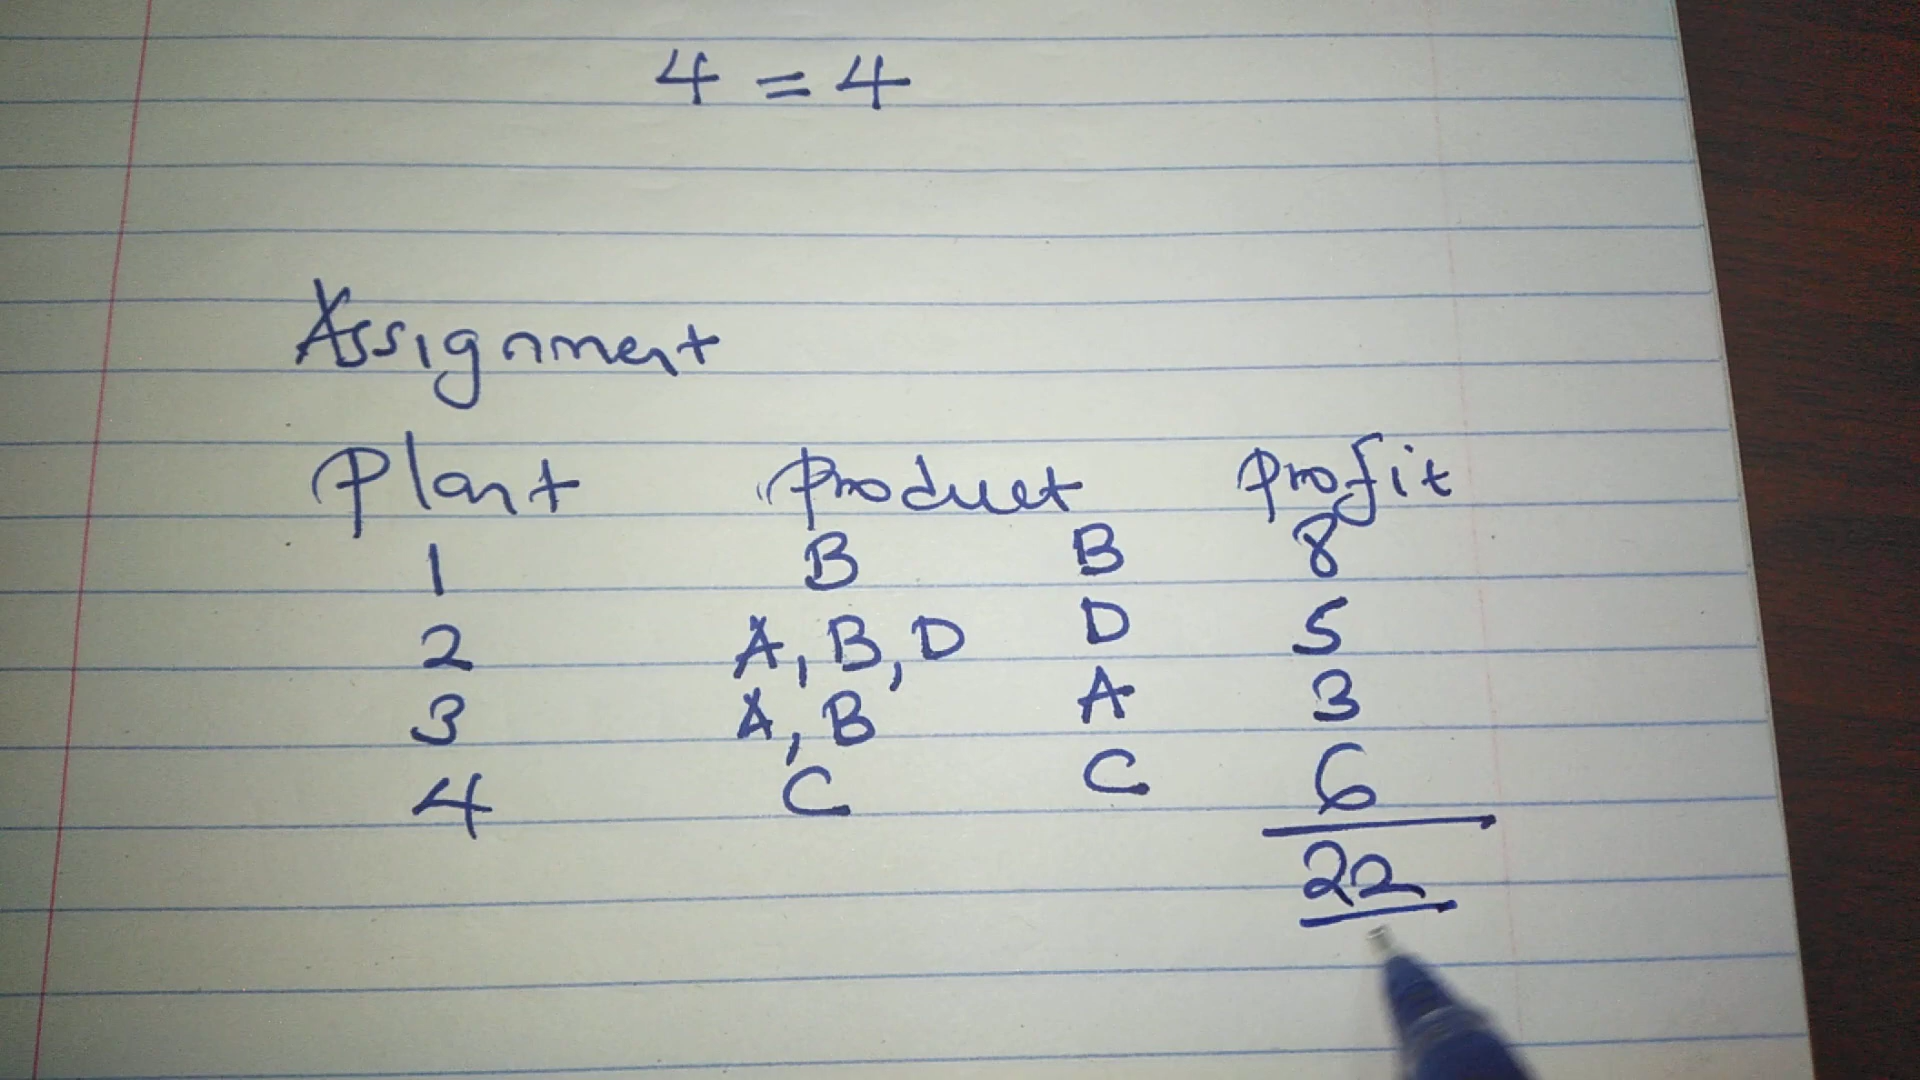 4 = 4
Assignment
Plant Product Profit
1 B B 8
2 A, B, D D 5
3 A, B A 3
4 C C 6
22